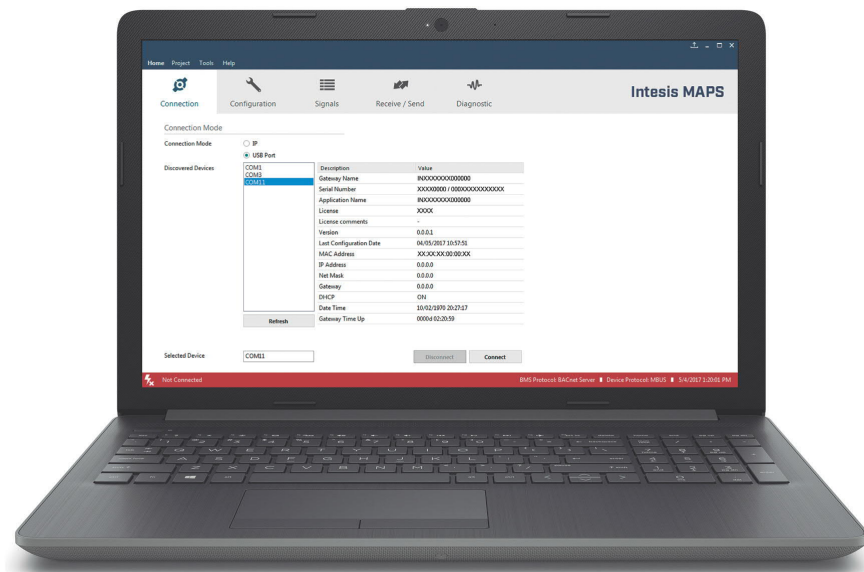 Home Project Tools Help
Connection
Configuration
Signals
Receive / Send
Diagnostic
Intesis MAPS
Connection Mode
Connection Mode
IP
USB Port
Discovered Devices
COM1
COM3
COM11
Description Value
Gateway Name INXXXXXXX000000
Serial Number XXXX0000 / 000XXXXXXXXXXXX
Application Name INXXXXXXX000000
License XXXX
License comments -
Version 0.0.0.1
Last Configuration Date 04/05/2017 10:57:51
MAC Address XX:XX:XX:00:00:XX
IP Address 0.0.0.0
Net Mask 0.0.0.0
Gateway 0.0.0.0
DHCP ON
Date Time 10/02/1970 20:27:17
Gateway Time Up 0000d 02:20:59
Refresh
Selected Device
COM11
Disconnect
Connect
Not Connected
BMS Protocol: BACnet Server
Device Protocol: MBUS
5/4/2017 1:20:01 PM